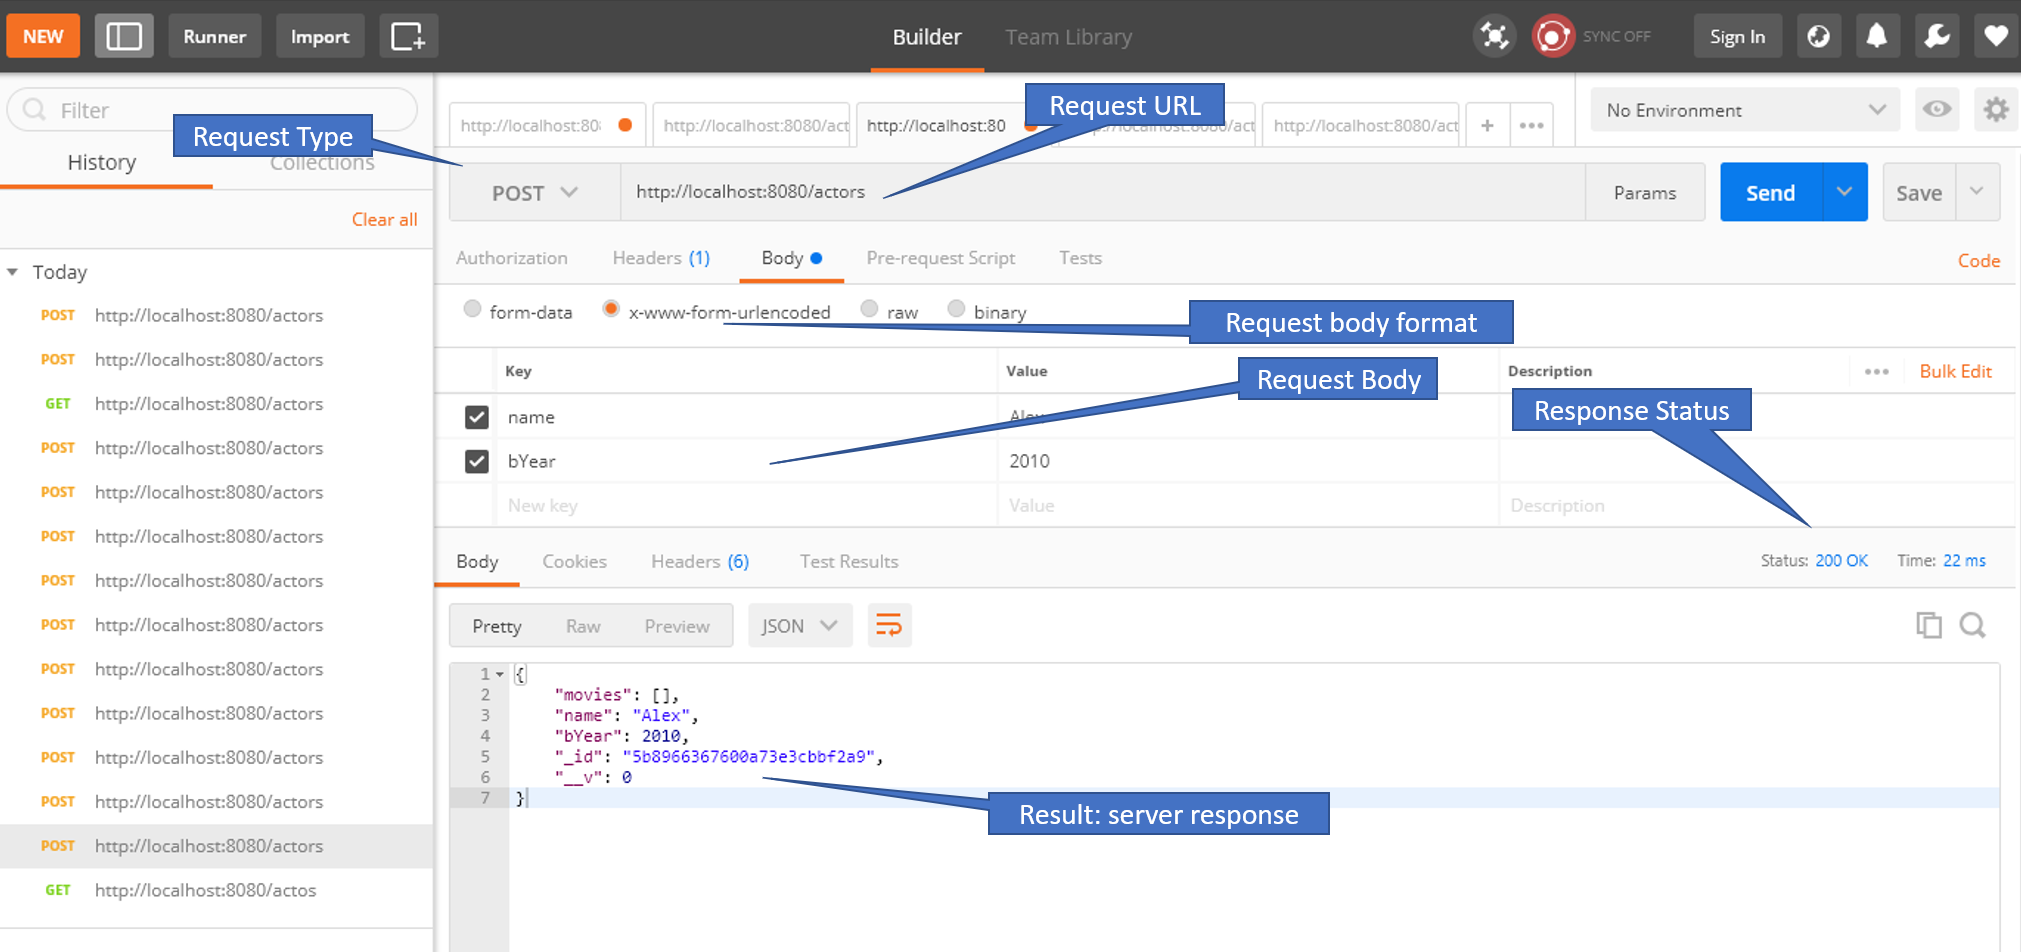 NEW Runner Import Builder Team Library SYNC OFF Sign In
Filter
Request Type
History Collections
Clear all
Today
POST http://localhost:8080/actors
POST http://localhost:8080/actors
GET http://localhost:8080/actors
POST http://localhost:8080/actors
POST http://localhost:8080/actors
POST http://localhost:8080/actors
POST http://localhost:8080/actors
POST http://localhost:8080/actors
POST http://localhost:8080/actors
POST http://localhost:8080/actors
POST http://localhost:8080/actors
POST http://localhost:8080/actors
POST http://localhost:8080/actors
GET http://localhost:8080/actos
Request URL
http://localhost:80 http://localhost:8080/act http://localhost:80 localhost:8080/act http://localhost:8080/act + •••
No Environment
POST http://localhost:8080/actors Params Send Save
Authorization Headers (1) Body Pre-request Script Tests Code
form-data x-www-form-urlencoded raw binary
Request body format
Key Value Description ••• Bulk Edit
Request Body
Response Status
name Alex
bYear 2010
New key Value Description
Body Cookies Headers (6) Test Results Status: 200 OK Time: 22 ms
Pretty Raw Preview JSON
1 {
2 "movies": [],
3 "name": "Alex",
4 "bYear": 2010,
5 "_id": "5b8966367600a73e3cbbf2a9",
6 "__v": 0
7 }
Result: server response